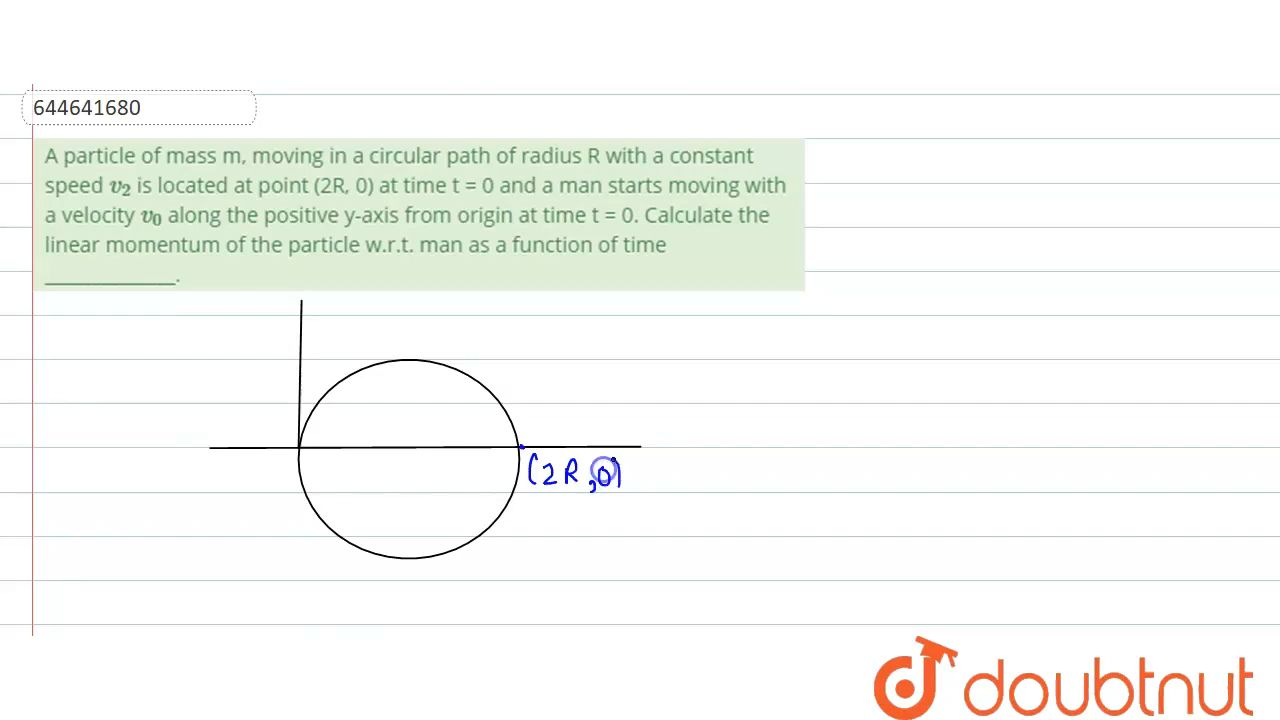 644641680
A particle of mass m, moving in a circular path of radius R with a constant
speed v₂ is located at point (2R, 0) at time t = 0 and a man starts moving with
a velocity v₀ along the positive y-axis from origin at time t = 0. Calculate the
linear momentum of the particle w.r.t. man as a function of time
_____________.
(2R,0)
doubtnut